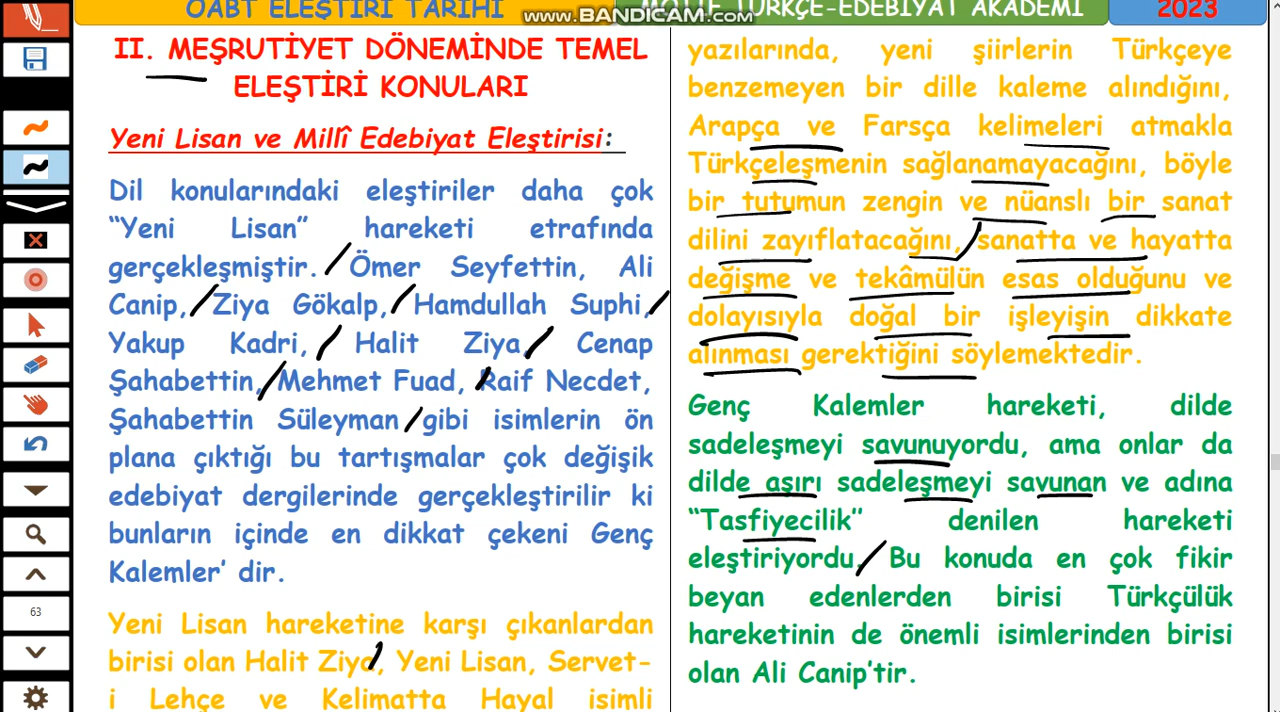 ÖABT ELEŞTİRİ TARİHİ
www.BANDICAM.com
TÜRKÇE-EDEBİYAT AKADEMİ
2023
II. MEŞRUTİYET DÖNEMİNDE TEMEL
ELEŞTİRİ KONULARI
Yeni Lisan ve Millî Edebiyat Eleştirisi:
Dil konularındaki eleştiriler daha çok
“Yeni Lisan” hareketi etrafında
gerçekleşmiştir. Ömer Seyfettin, Ali
Canip, Ziya Gökalp, Hamdullah Suphi,
Yakup Kadri, Halit Ziya, Cenap
Şahabettin, Mehmet Fuad, Raif Necdet,
Şahabettin Süleyman gibi isimlerin ön
plana çıktığı bu tartışmalar çok değişik
edebiyat dergilerinde gerçekleştirilir ki
bunların içinde en dikkat çekeni Genç
Kalemler’ dir.
Yeni Lisan hareketine karşı çıkanlardan
birisi olan Halit Ziya, Yeni Lisan, Servet-
i Lehçe ve Kelimatta Hayal isimli
yazılarında, yeni şiirlerin Türkçeye
benzemeyen bir dille kaleme alındığını,
Arapça ve Farsça kelimeleri atmakla
Türkçeleşmenin sağlanamayacağını, böyle
bir tutumun zengin ve nüanslı bir sanat
dilini zayıflatacağını, sanatta ve hayatta
değişme ve tekâmülün esas olduğunu ve
dolayısıyla doğal bir işleyişin dikkate
alınması gerektiğini söylemektedir.
Genç Kalemler hareketi, dilde
sadeleşmeyi savunuyordu, ama onlar da
dilde aşırı sadeleşmeyi savunan ve adına
“Tasfiyecilik” denilen hareketi
eleştiriyordu. Bu konuda en çok fikir
beyan edenlerden birisi Türkçülük
hareketinin de önemli isimlerinden birisi
olan Ali Canip’tir.
63